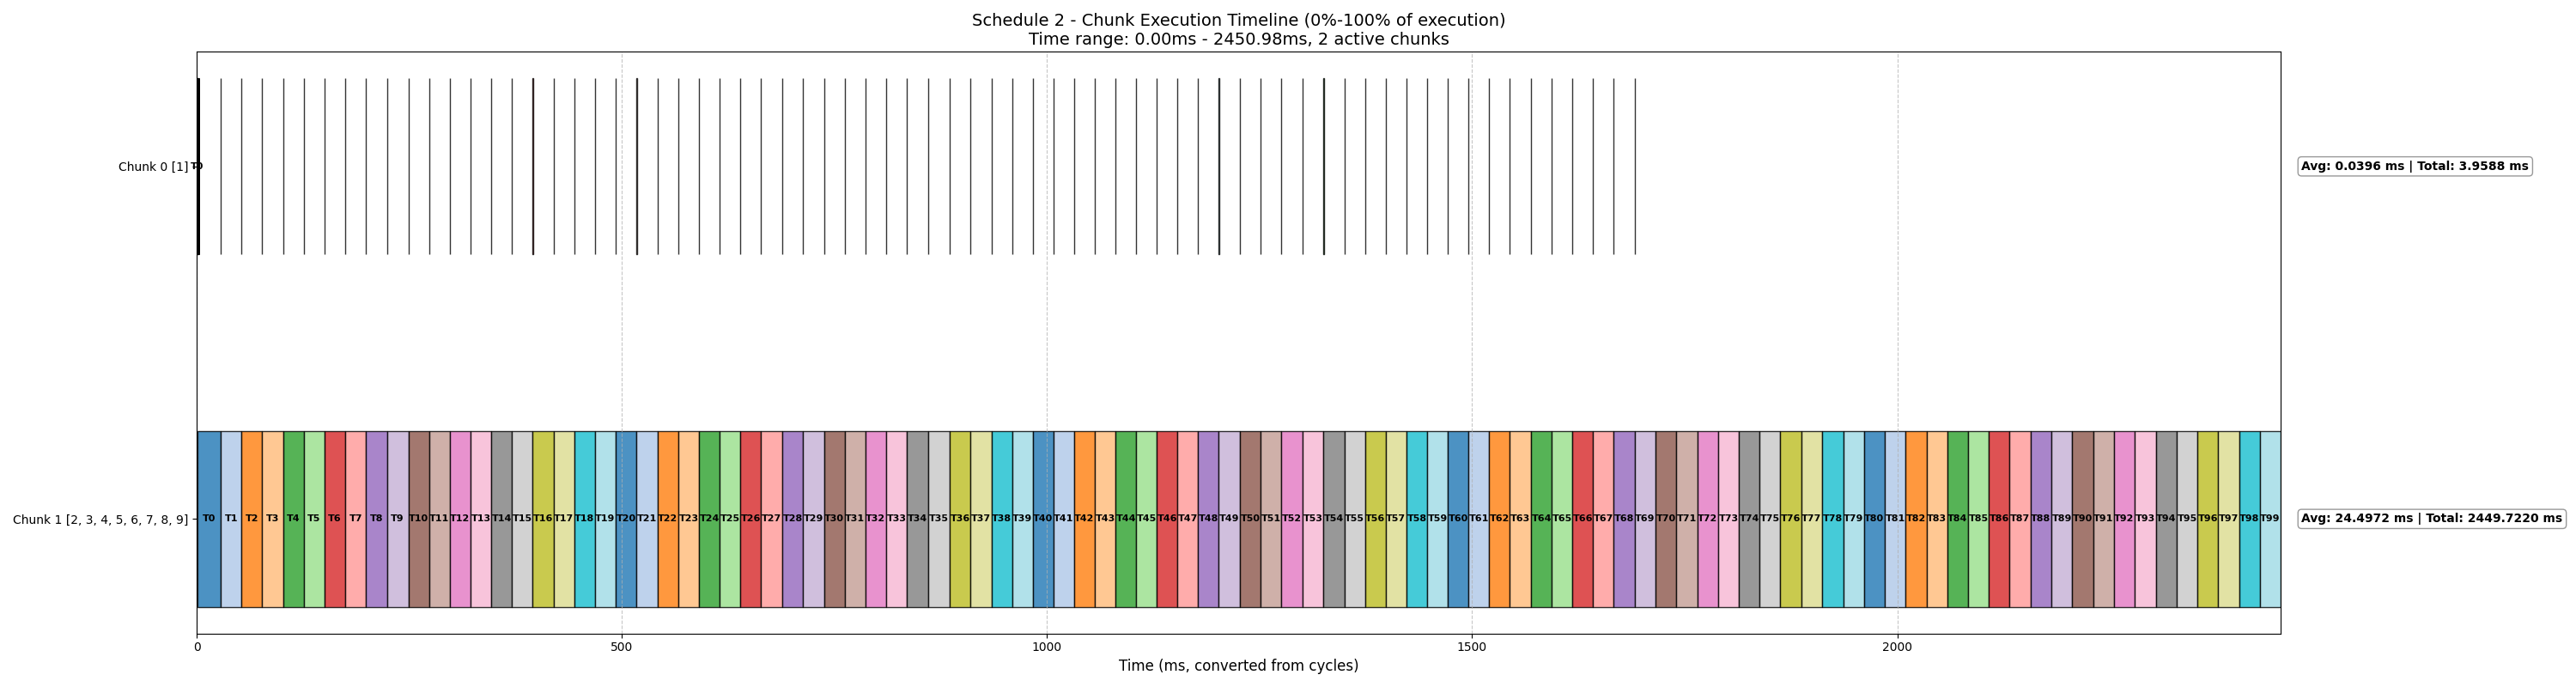 Schedule 2 - Chunk Execution Timeline (0%-100% of execution)
Time range: 0.00ms - 2450.98ms, 2 active chunks
Chunk 0 [1]
T0
Avg: 0.0396 ms | Total: 3.9588 ms
Chunk 1 [2, 3, 4, 5, 6, 7, 8, 9]
T0 T1 T2 T3 T4 T5 T6 T7 T8 T9 T10 T11 T12 T13 T14 T15 T16 T17 T18 T19 T20 T21 T22 T23 T24 T25 T26 T27 T28 T29 T30 T31 T32 T33 T34 T35 T36 T37 T38 T39 T40 T41 T42 T43 T44 T45 T46 T47 T48 T49 T50 T51 T52 T53 T54 T55 T56 T57 T58 T59 T60 T61 T62 T63 T64 T65 T66 T67 T68 T69 T70 T71 T72 T73 T74 T75 T76 T77 T78 T79 T80 T81 T82 T83 T84 T85 T86 T87 T88 T89 T90 T91 T92 T93 T94 T95 T96 T97 T98 T99
Avg: 24.4972 ms | Total: 2449.7220 ms
0 500 1000 1500 2000
Time (ms, converted from cycles)